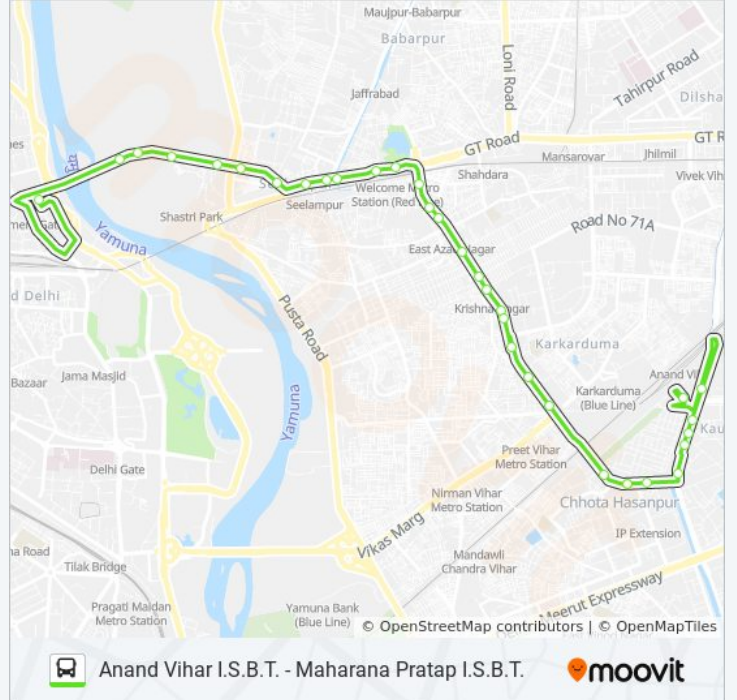 Maujpur-Babarpur
Babarpur
Loni Road
Tahirpur Road
Jaffrabad
Dilsha
GT Road
GT R
Mansarovar
Jhilmil
Shahdara
Vivek Vih
Welcome Metro
Station (Red Line)
Seelampur
Shastri Park
Road No 71A
Yamuna
East Azad Nagar
d Delhi
Pusta Road
Krishna Nagar
Karkarduma
Jama Masjid
Anand Vi
Bazaar
Karkarduma
(Blue Line)
Yamuna
Kau
Preet Vihar
Metro Station
Delhi Gate
Nirman Vihar
Metro Station
Chhota Hasanpur
Vikas Marg
IP Extension
na Road
Tilak Bridge
Mandawli
Chandra Vihar
Meerut Expressway
Pragati Maidan
Metro Station
Yamuna Bank
(Blue Line)
© OpenStreetMap contributors | © OpenMapTiles
Anand Vihar I.S.B.T. - Maharana Pratap I.S.B.T.
moovit